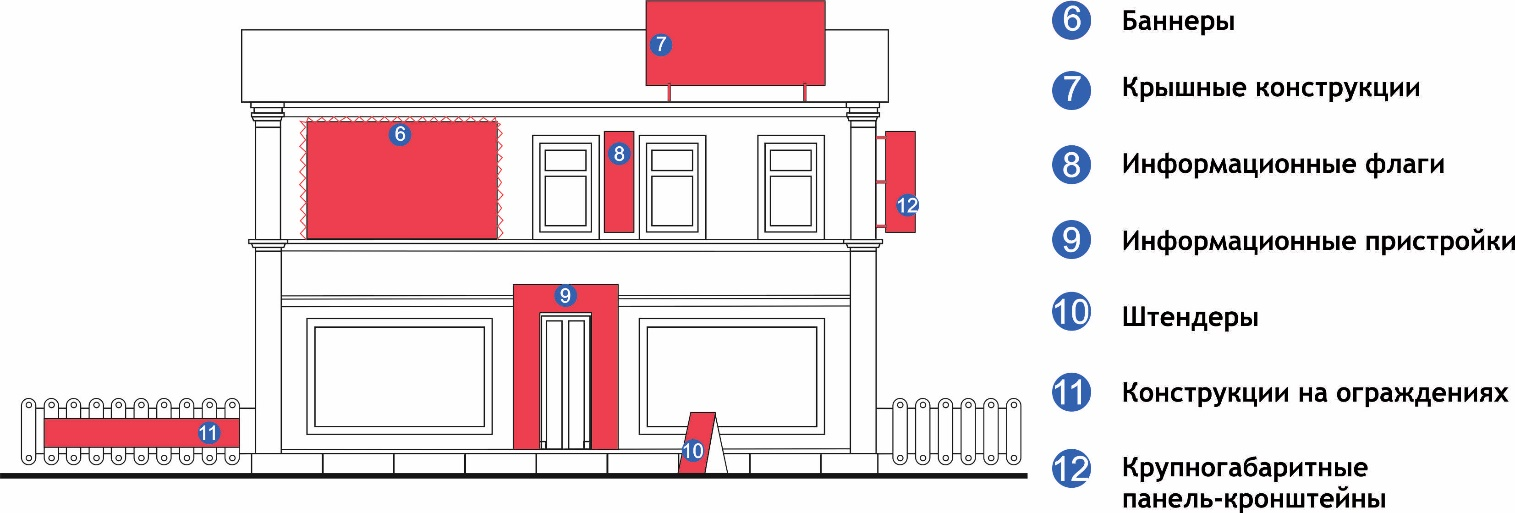 7
6
8
12
9
11
10
6 Баннеры
7 Крышные конструкции
8 Информационные флаги
9 Информационные пристройки
10 Штендеры
11 Конструкции на ограждениях
12 Крупногабаритные
панель-кронштейны